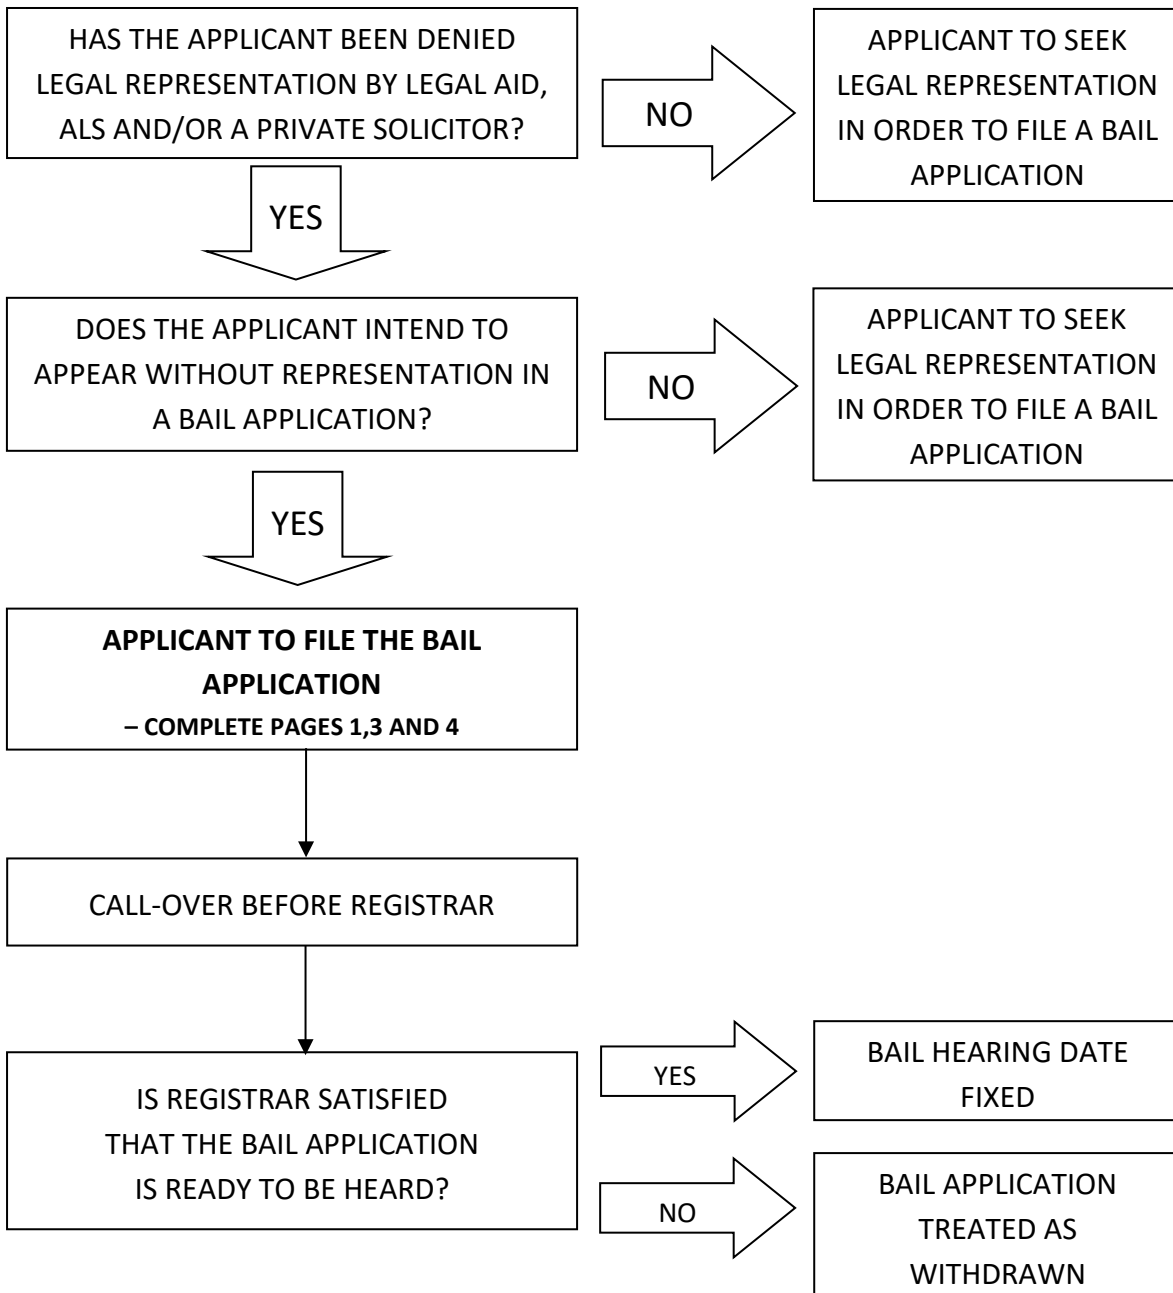 HAS THE APPLICANT BEEN DENIED
LEGAL REPRESENTATION BY LEGAL AID,
ALS AND/OR A PRIVATE SOLICITOR?
NO
APPLICANT TO SEEK
LEGAL REPRESENTATION
IN ORDER TO FILE A BAIL
APPLICATION
YES
DOES THE APPLICANT INTEND TO
APPEAR WITHOUT REPRESENTATION IN
A BAIL APPLICATION?
NO
APPLICANT TO SEEK
LEGAL REPRESENTATION
IN ORDER TO FILE A BAIL
APPLICATION
YES
APPLICANT TO FILE THE BAIL
APPLICATION
– COMPLETE PAGES 1,3 AND 4
CALL-OVER BEFORE REGISTRAR
IS REGISTRAR SATISFIED
THAT THE BAIL APPLICATION
IS READY TO BE HEARD?
YES
BAIL HEARING DATE
FIXED
NO
BAIL APPLICATION
TREATED AS
WITHDRAWN